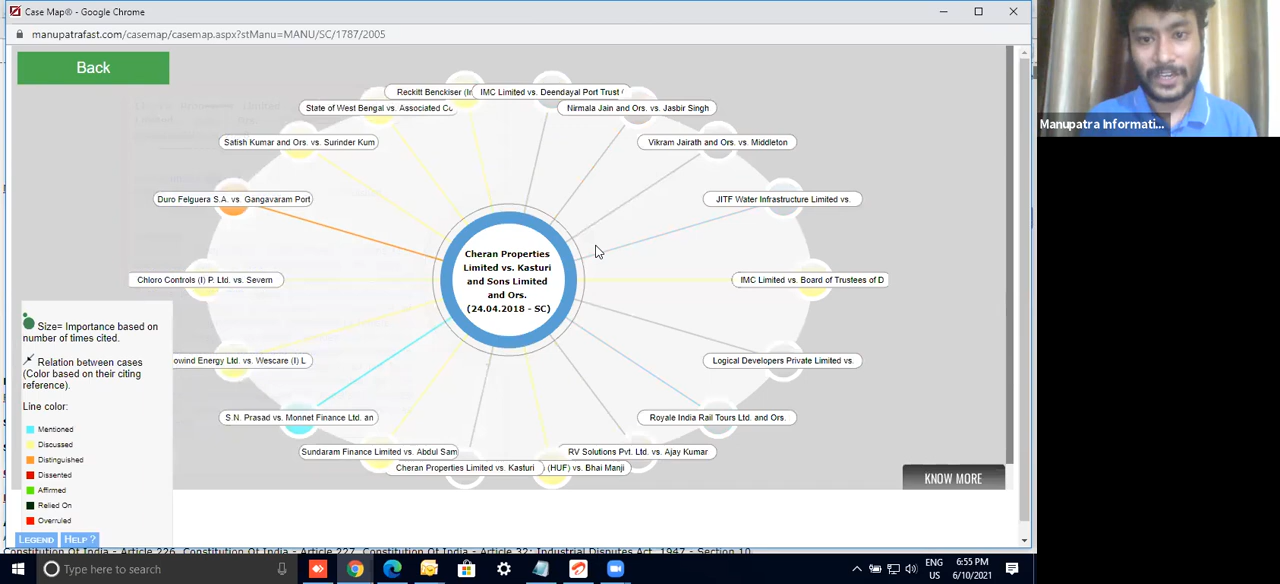 Case Map® - Google Chrome
manupatrafast.com/casemap/casemap.aspx?stManu=MANU/SC/1787/2005
Back
Reckitt Benckiser (In
IMC Limited vs. Deendayal Port Trust (
State of West Bengal vs. Associated Co
Nirmala Jain and Ors. vs. Jasbir Singh
Satish Kumar and Ors. vs. Surinder Kum
Vikram Jairath and Ors. vs. Middleton
Duro Felguera S.A. vs. Gangavaram Port
JITF Water Infrastructure Limited vs.
Cheran Properties
Limited vs. Kasturi
and Sons Limited
and Ors.
(24.04.2018 - SC)
Chloro Controls (I) P. Ltd. vs. Severn
IMC Limited vs. Board of Trustees of D
owind Energy Ltd. vs. Wescare (I) L
Logical Developers Private Limited vs.
S.N. Prasad vs. Monnet Finance Ltd. an
Royale India Rail Tours Ltd. and Ors.
Sundaram Finance Limited vs. Abdul Sam
RV Solutions Pvt. Ltd. vs. Ajay Kumar
Cheran Properties Limited vs. Kasturi
(HUF) vs. Bhai Manji
Size= Importance based on
number of times cited.
Relation between cases
(Color based on their citing
reference).
Line color:
Mentioned
Discussed
Distinguished
Dissented
Affirmed
Relied On
Overruled
LEGEND
HELP ?
KNOW MORE
Constitution Of India - Article 226, Constitution Of India - Article 227, Constitution Of India - Article 32; Industrial Disputes Act, 1947 - Section 10
Manupatra Informati...
Type here to search
ENG
US
6:55 PM
6/10/2021